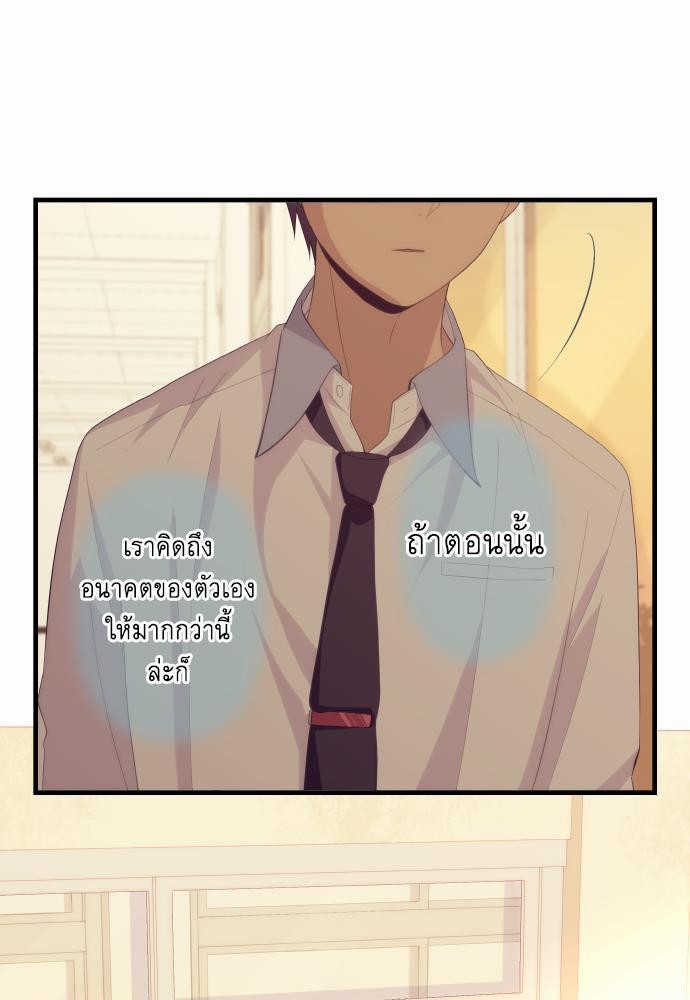 ถ้าตอนนั้น
เราคิดถึง
อนาคตของตัวเอง
ให้มากกว่านี้
ล่ะก็